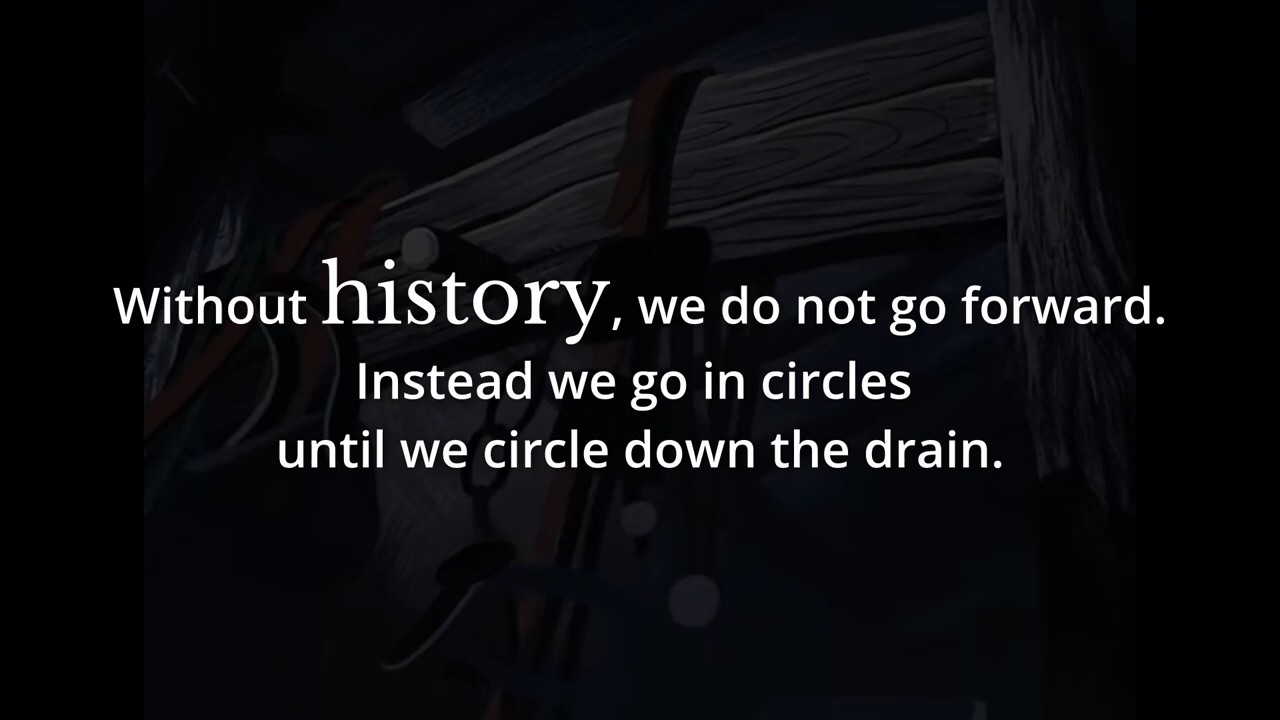 Without history, we do not go forward.
Instead we go in circles
until we circle down the drain.